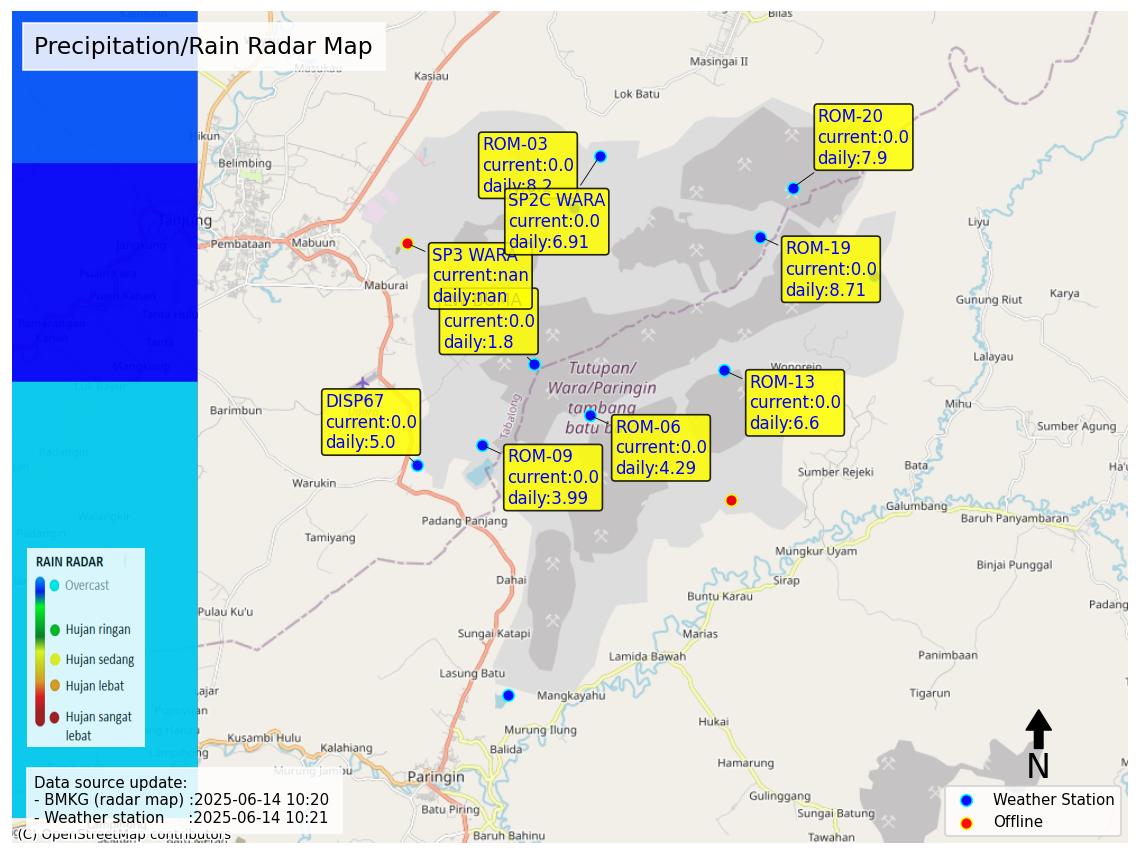 Precipitation/Rain Radar Map
Bilas
Masingai II
Kasiau
Lok Batu
Hikun
Belimbing
Tanjung
Pembataan
Mabuun
Maburai
ROM-03
current:0.0
daily:8.2
SP2C WARA
current:0.0
daily:6.91
ROM-20
current:0.0
daily:7.9
ROM-19
current:0.0
daily:8.71
SP3 WARA
current:nan
daily:nan
current:0.0
daily:1.8
Liyu
Gunung Riut
Karya
Lalayau
Mihu
Sumber Agung
Bata
Wonorejo
Tutupan/
Wara/Paringin
tambang
batu
Tabalong
ROM-13
current:0.0
daily:6.6
DISP67
current:0.0
daily:5.0
ROM-06
current:0.0
daily:4.29
ROM-09
current:0.0
daily:3.99
Barimbun
Warukin
Padang Panjang
Tamiyang
Sumber Rejeki
Galumbang
Baruh Panyambaran
Mungkur Uyam
Binjai Punggal
Sirap
Dahai
Buntu Karau
Padang
Pulau Ku'u
Sungai Katapi
Marias
Lamida Bawah
Panimbaan
Lasung Batu
Mangkayahu
Tigarun
Hukai
Murung Ilung
Kusambi Hulu
Kalahiang
Balida
Hamarung
Murung Jambu
Paringin
Gulinggang
Batu Piring
Sungai Batung
Baruh Bahinu
Tawahan
RAIN RADAR
Overcast
Hujan ringan
Hujan sedang
Hujan lebat
Hujan sangat
lebat
Data source update:
- BMKG (radar map) :2025-06-14 10:20
- Weather station :2025-06-14 10:21
(C) OpenStreetMap contributors
N
Weather Station
Offline